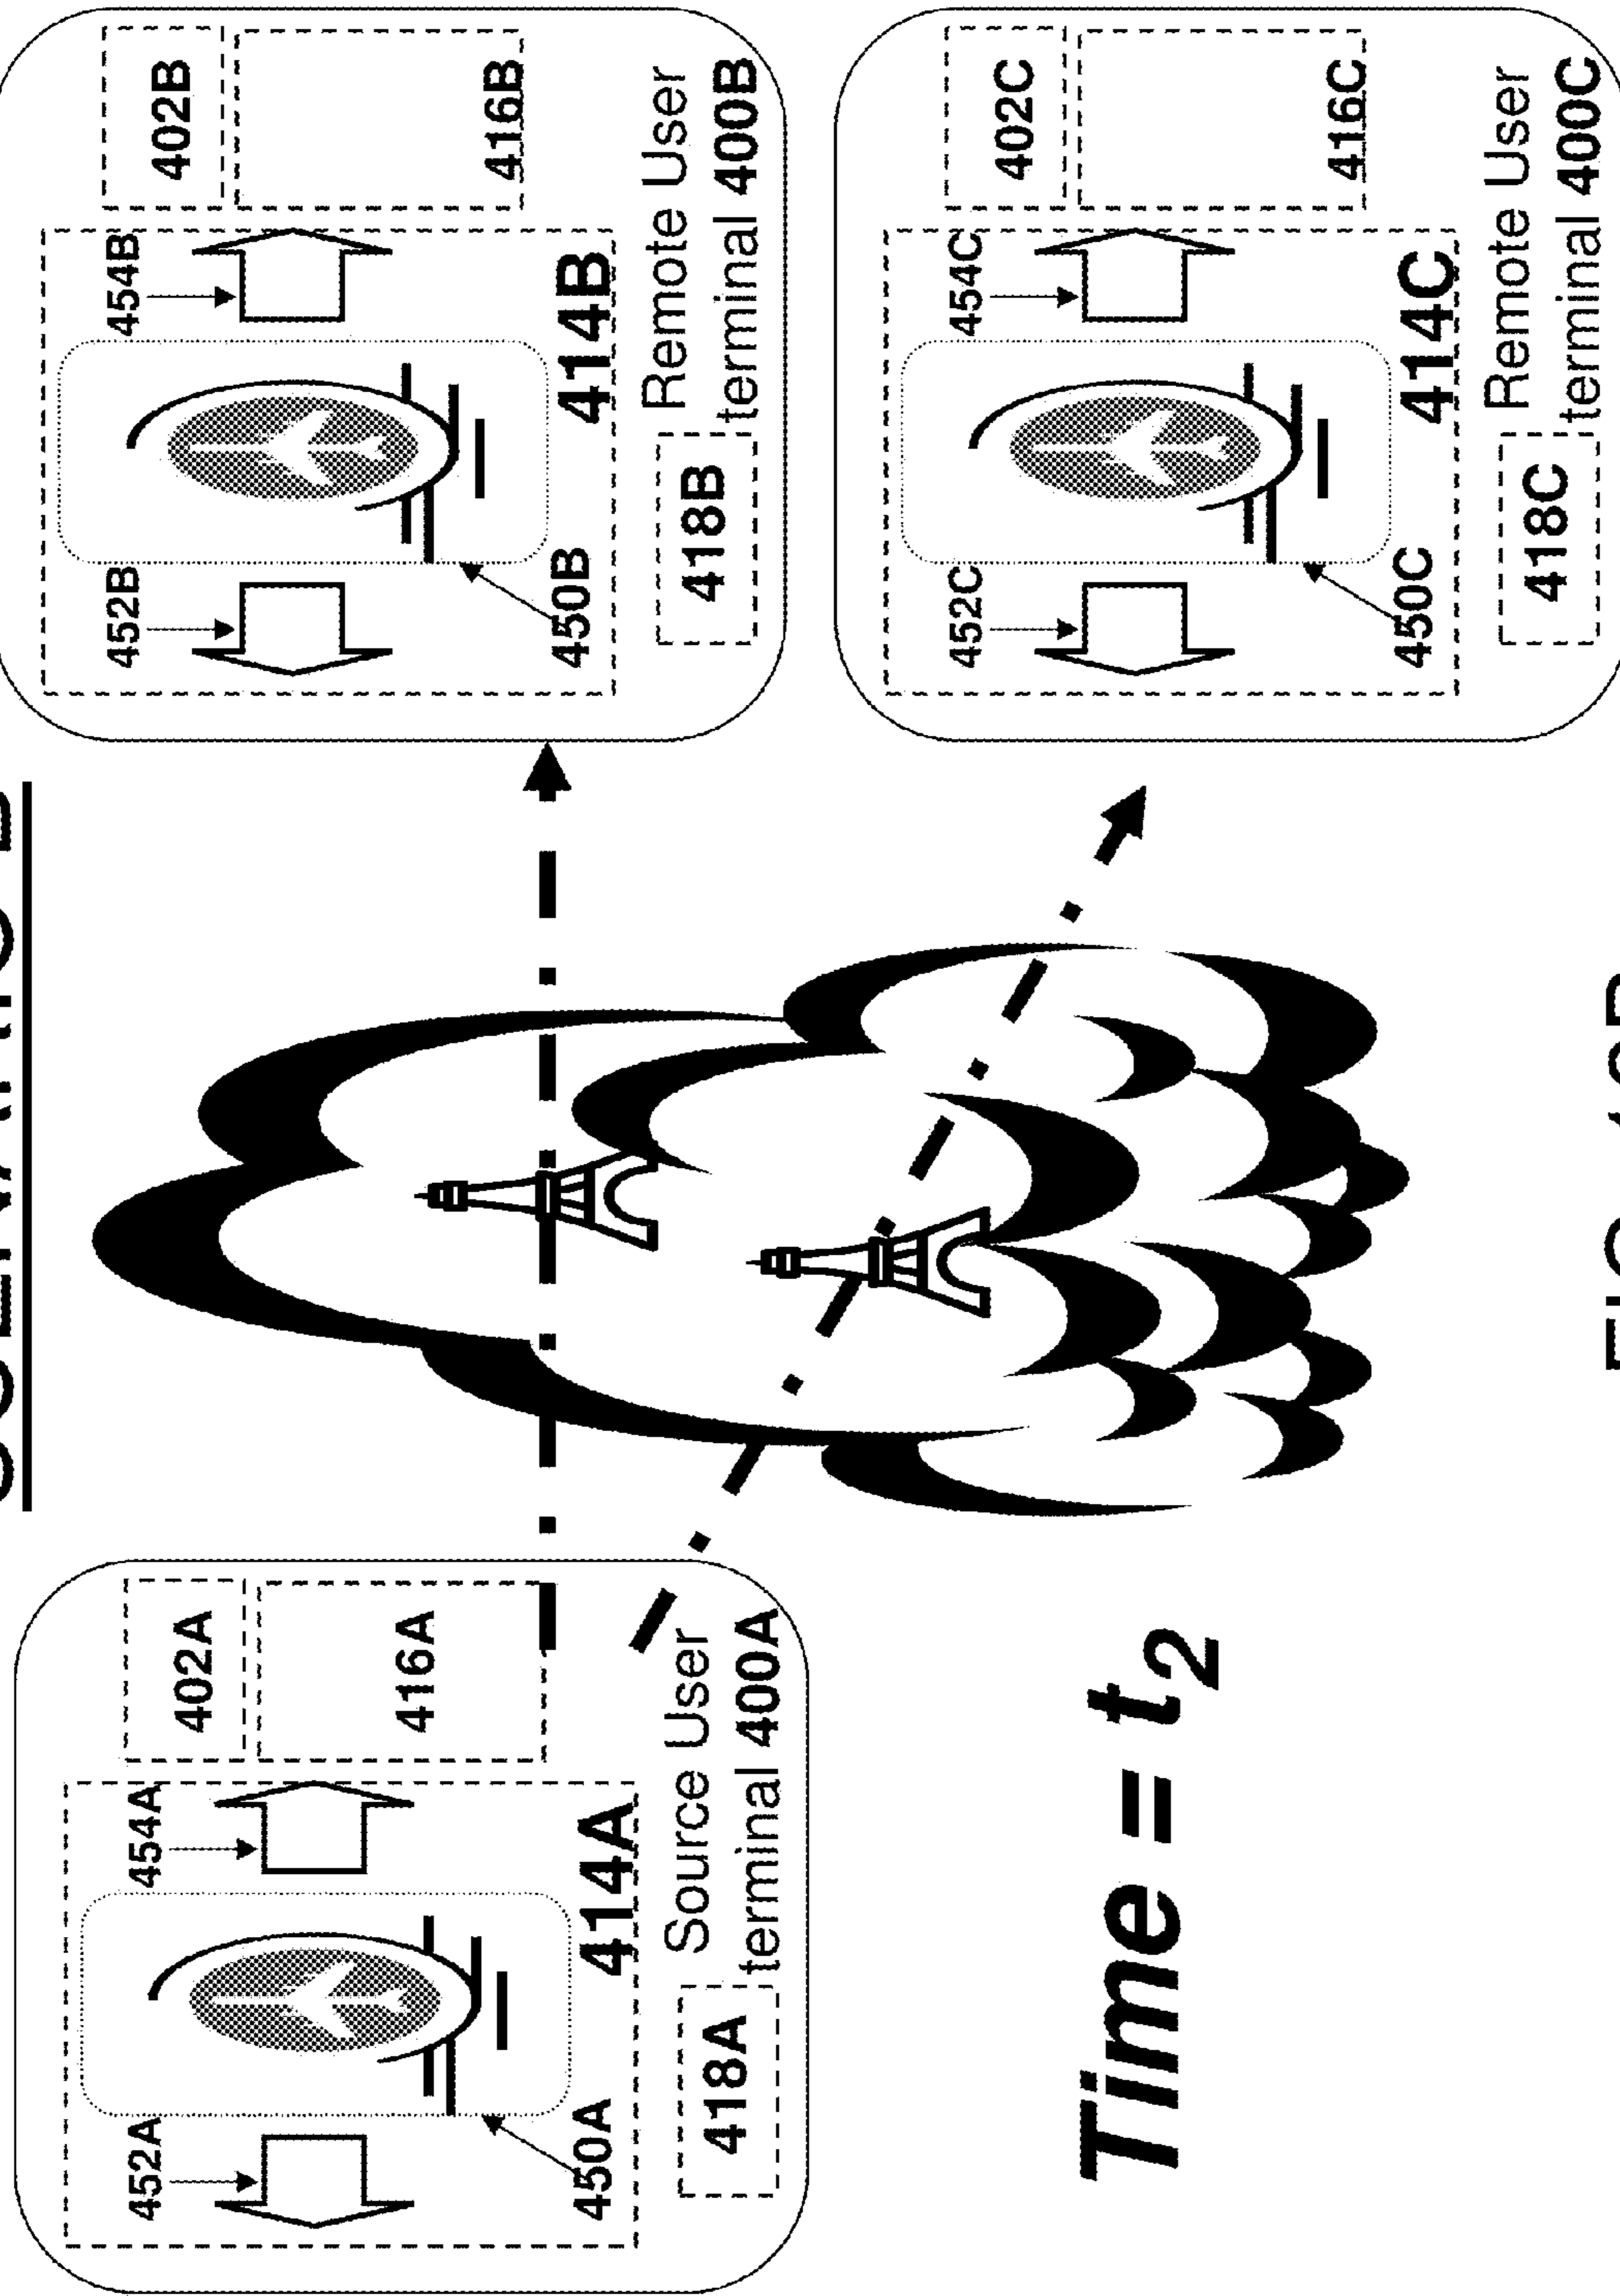 452A
454A
402A
416A
450A
414A
418A
Source User
terminal 400A
452B
454B
402B
416B
450B
414B
418B
Remote User
terminal 400B
452C
454C
402C
416C
450C
414C
418C
Remote User
terminal 400C
Time = t2